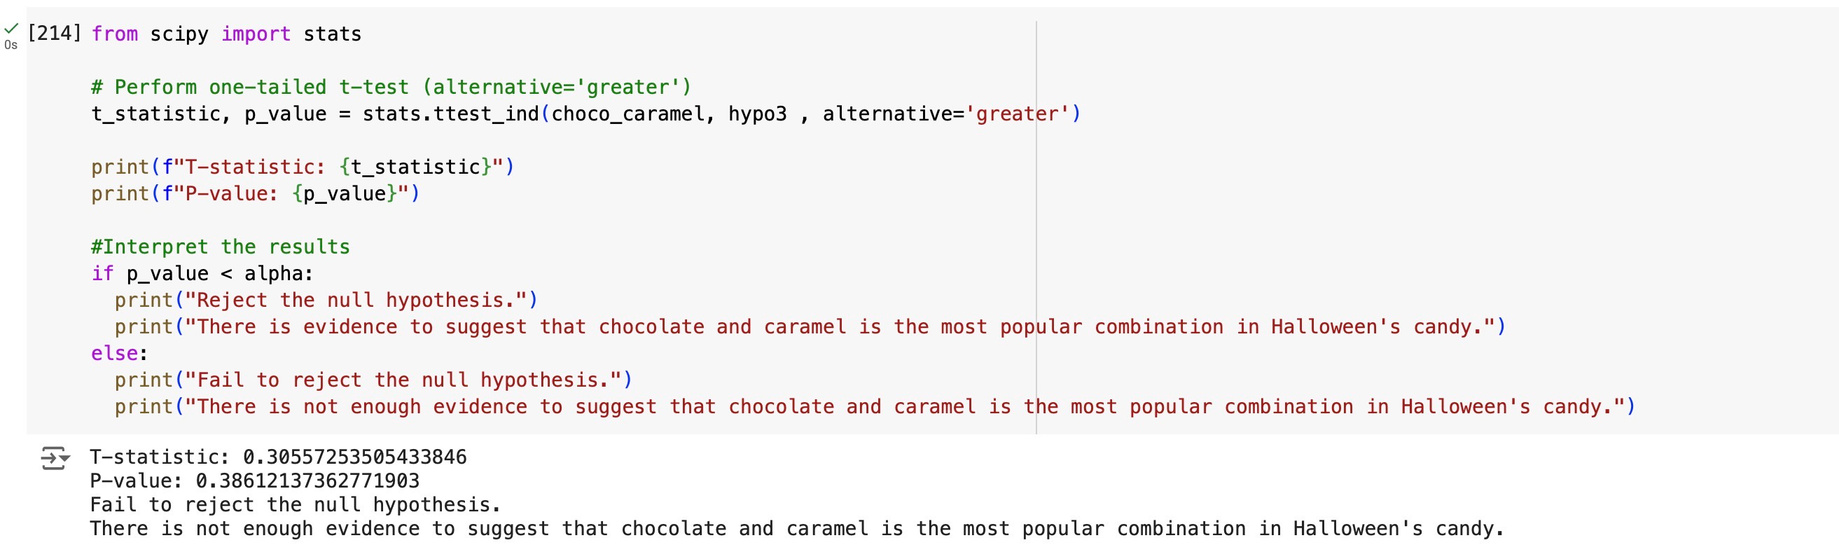 [214] from scipy import stats
0s
# Perform one-tailed t-test (alternative='greater')
t_statistic, p_value = stats.ttest_ind(choco_caramel, hypo3 , alternative='greater')
print(f"T-statistic: {t_statistic}")
print(f"P-value: {p_value}")
#Interpret the results
if p_value < alpha:
  print("Reject the null hypothesis.")
  print("There is evidence to suggest that chocolate and caramel is the most popular combination in Halloween's candy.")
else:
  print("Fail to reject the null hypothesis.")
  print("There is not enough evidence to suggest that chocolate and caramel is the most popular combination in Halloween's candy.")
T-statistic: 0.30557253505433846
P-value: 0.38612137362771903
Fail to reject the null hypothesis.
There is not enough evidence to suggest that chocolate and caramel is the most popular combination in Halloween's candy.